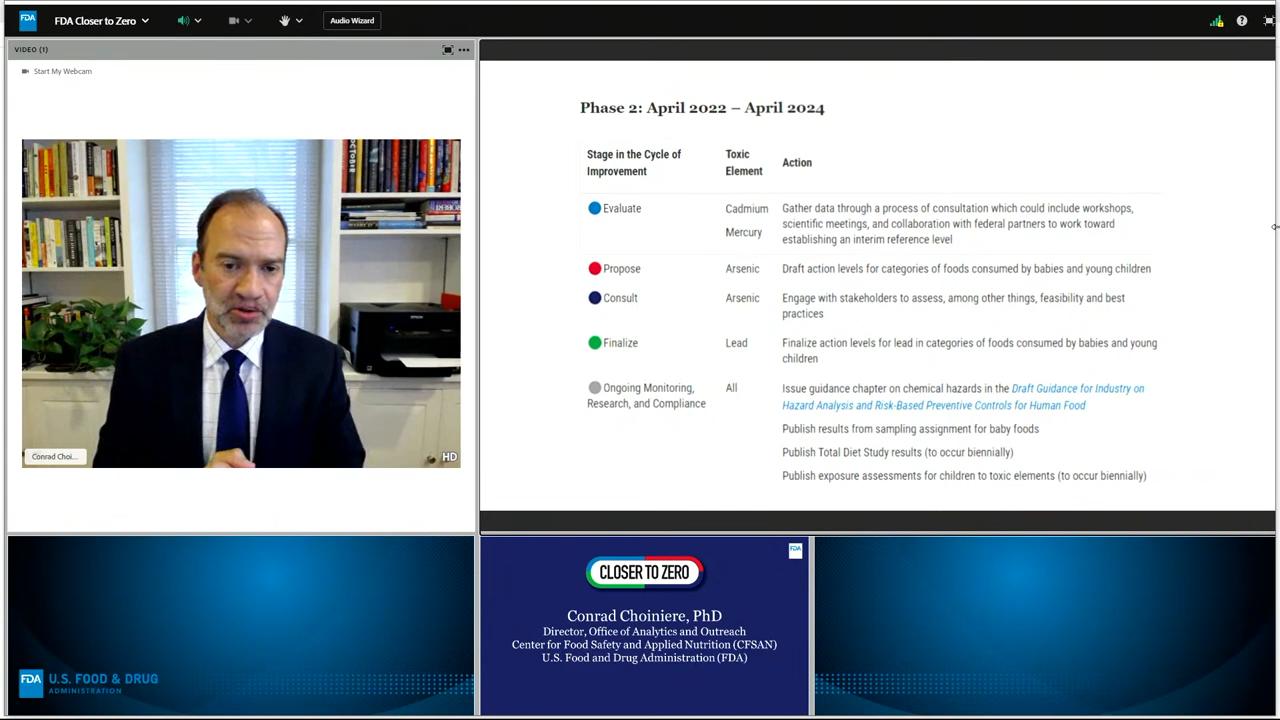 FDA
FDA Closer to Zero
Audio Wizard
VIDEO (1)
Start My Webcam
EPSON
Conrad Choi...
HD
Phase 2: April 2022 – April 2024
Stage in the Cycle of
Improvement
Toxic
Element
Action
Evaluate
Cadmium
Mercury
Gather data through a process of consultation which could include workshops,
scientific meetings, and collaboration with federal partners to work toward
establishing an interim reference level
Propose
Arsenic
Draft action levels for categories of foods consumed by babies and young children
Consult
Arsenic
Engage with stakeholders to assess, among other things, feasibility and best
practices
Finalize
Lead
Finalize action levels for lead in categories of foods consumed by babies and young
children
Ongoing Monitoring,
Research, and Compliance
All
Issue guidance chapter on chemical hazards in the Draft Guidance for Industry on
Hazard Analysis and Risk-Based Preventive Controls for Human Food
Publish results from sampling assignment for baby foods
Publish Total Diet Study results (to occur biennially)
Publish exposure assessments for children to toxic elements (to occur biennially)
FDA U.S. FOOD & DRUG
ADMINISTRATION
FDA
CLOSER TO ZERO
Conrad Choiniere, PhD
Director, Office of Analytics and Outreach
Center for Food Safety and Applied Nutrition (CFSAN)
U.S. Food and Drug Administration (FDA)